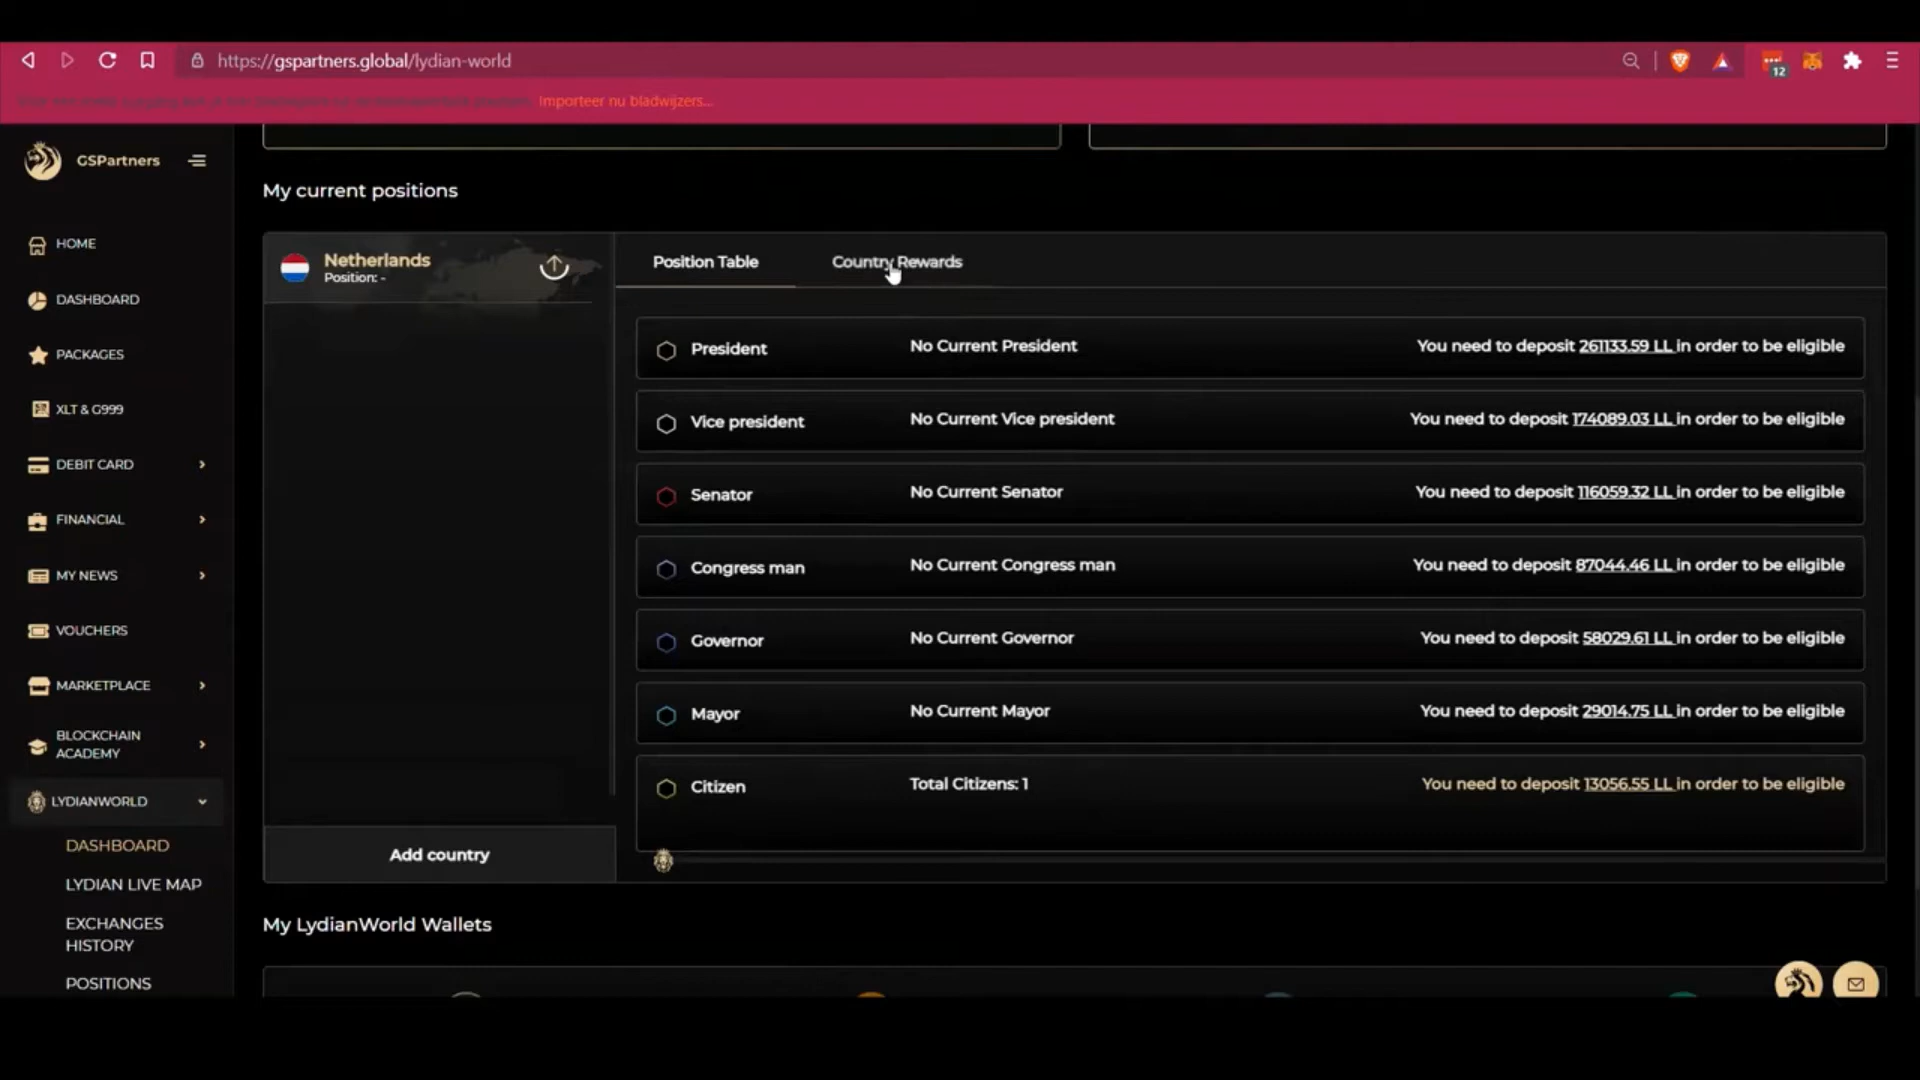 https://gspartners.global/lydian-world
12
Importeer nu bladwijzers...
GSPartners
HOME
DASHBOARD
PACKAGES
XLT & G999
DEBIT CARD
FINANCIAL
MY NEWS
VOUCHERS
MARKETPLACE
BLOCKCHAIN
ACADEMY
LYDIANWORLD
DASHBOARD
LYDIAN LIVE MAP
EXCHANGES
HISTORY
POSITIONS
My current positions
Netherlands
Position: -
Add country
Position Table Country Rewards
President No Current President You need to deposit 261133.59 LL in order to be eligible
Vice president No Current Vice president You need to deposit 174089.03 LL in order to be eligible
Senator No Current Senator You need to deposit 116059.32 LL in order to be eligible
Congress man No Current Congress man You need to deposit 87044.46 LL in order to be eligible
Governor No Current Governor You need to deposit 58029.61 LL in order to be eligible
Mayor No Current Mayor You need to deposit 29014.75 LL in order to be eligible
Citizen Total Citizens: 1 You need to deposit 13056.55 LL in order to be eligible
My LydianWorld Wallets